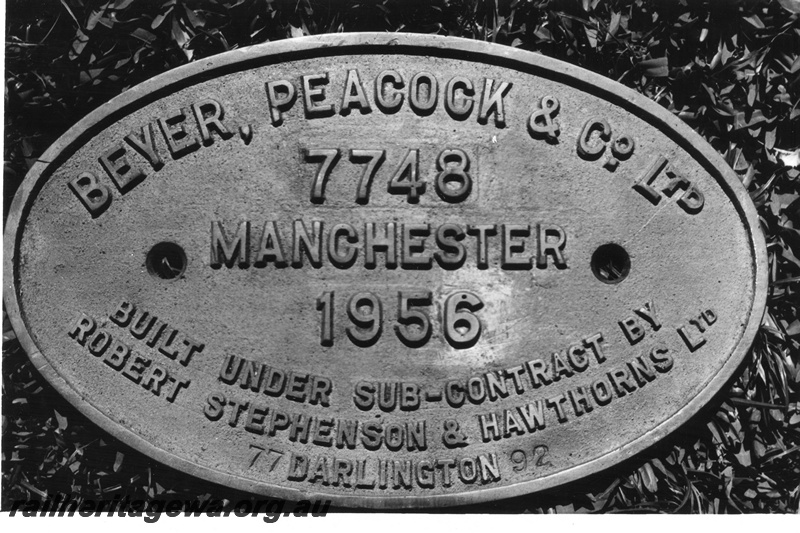 BEYER, PEACOCK & Co. LTD
7748
MANCHESTER
1956
BUILT UNDER SUB-CONTRACT BY
ROBERT STEPHENSON & HAWTHORNS LTD
77 DARLINGTON 92
railheritagewa.org.au